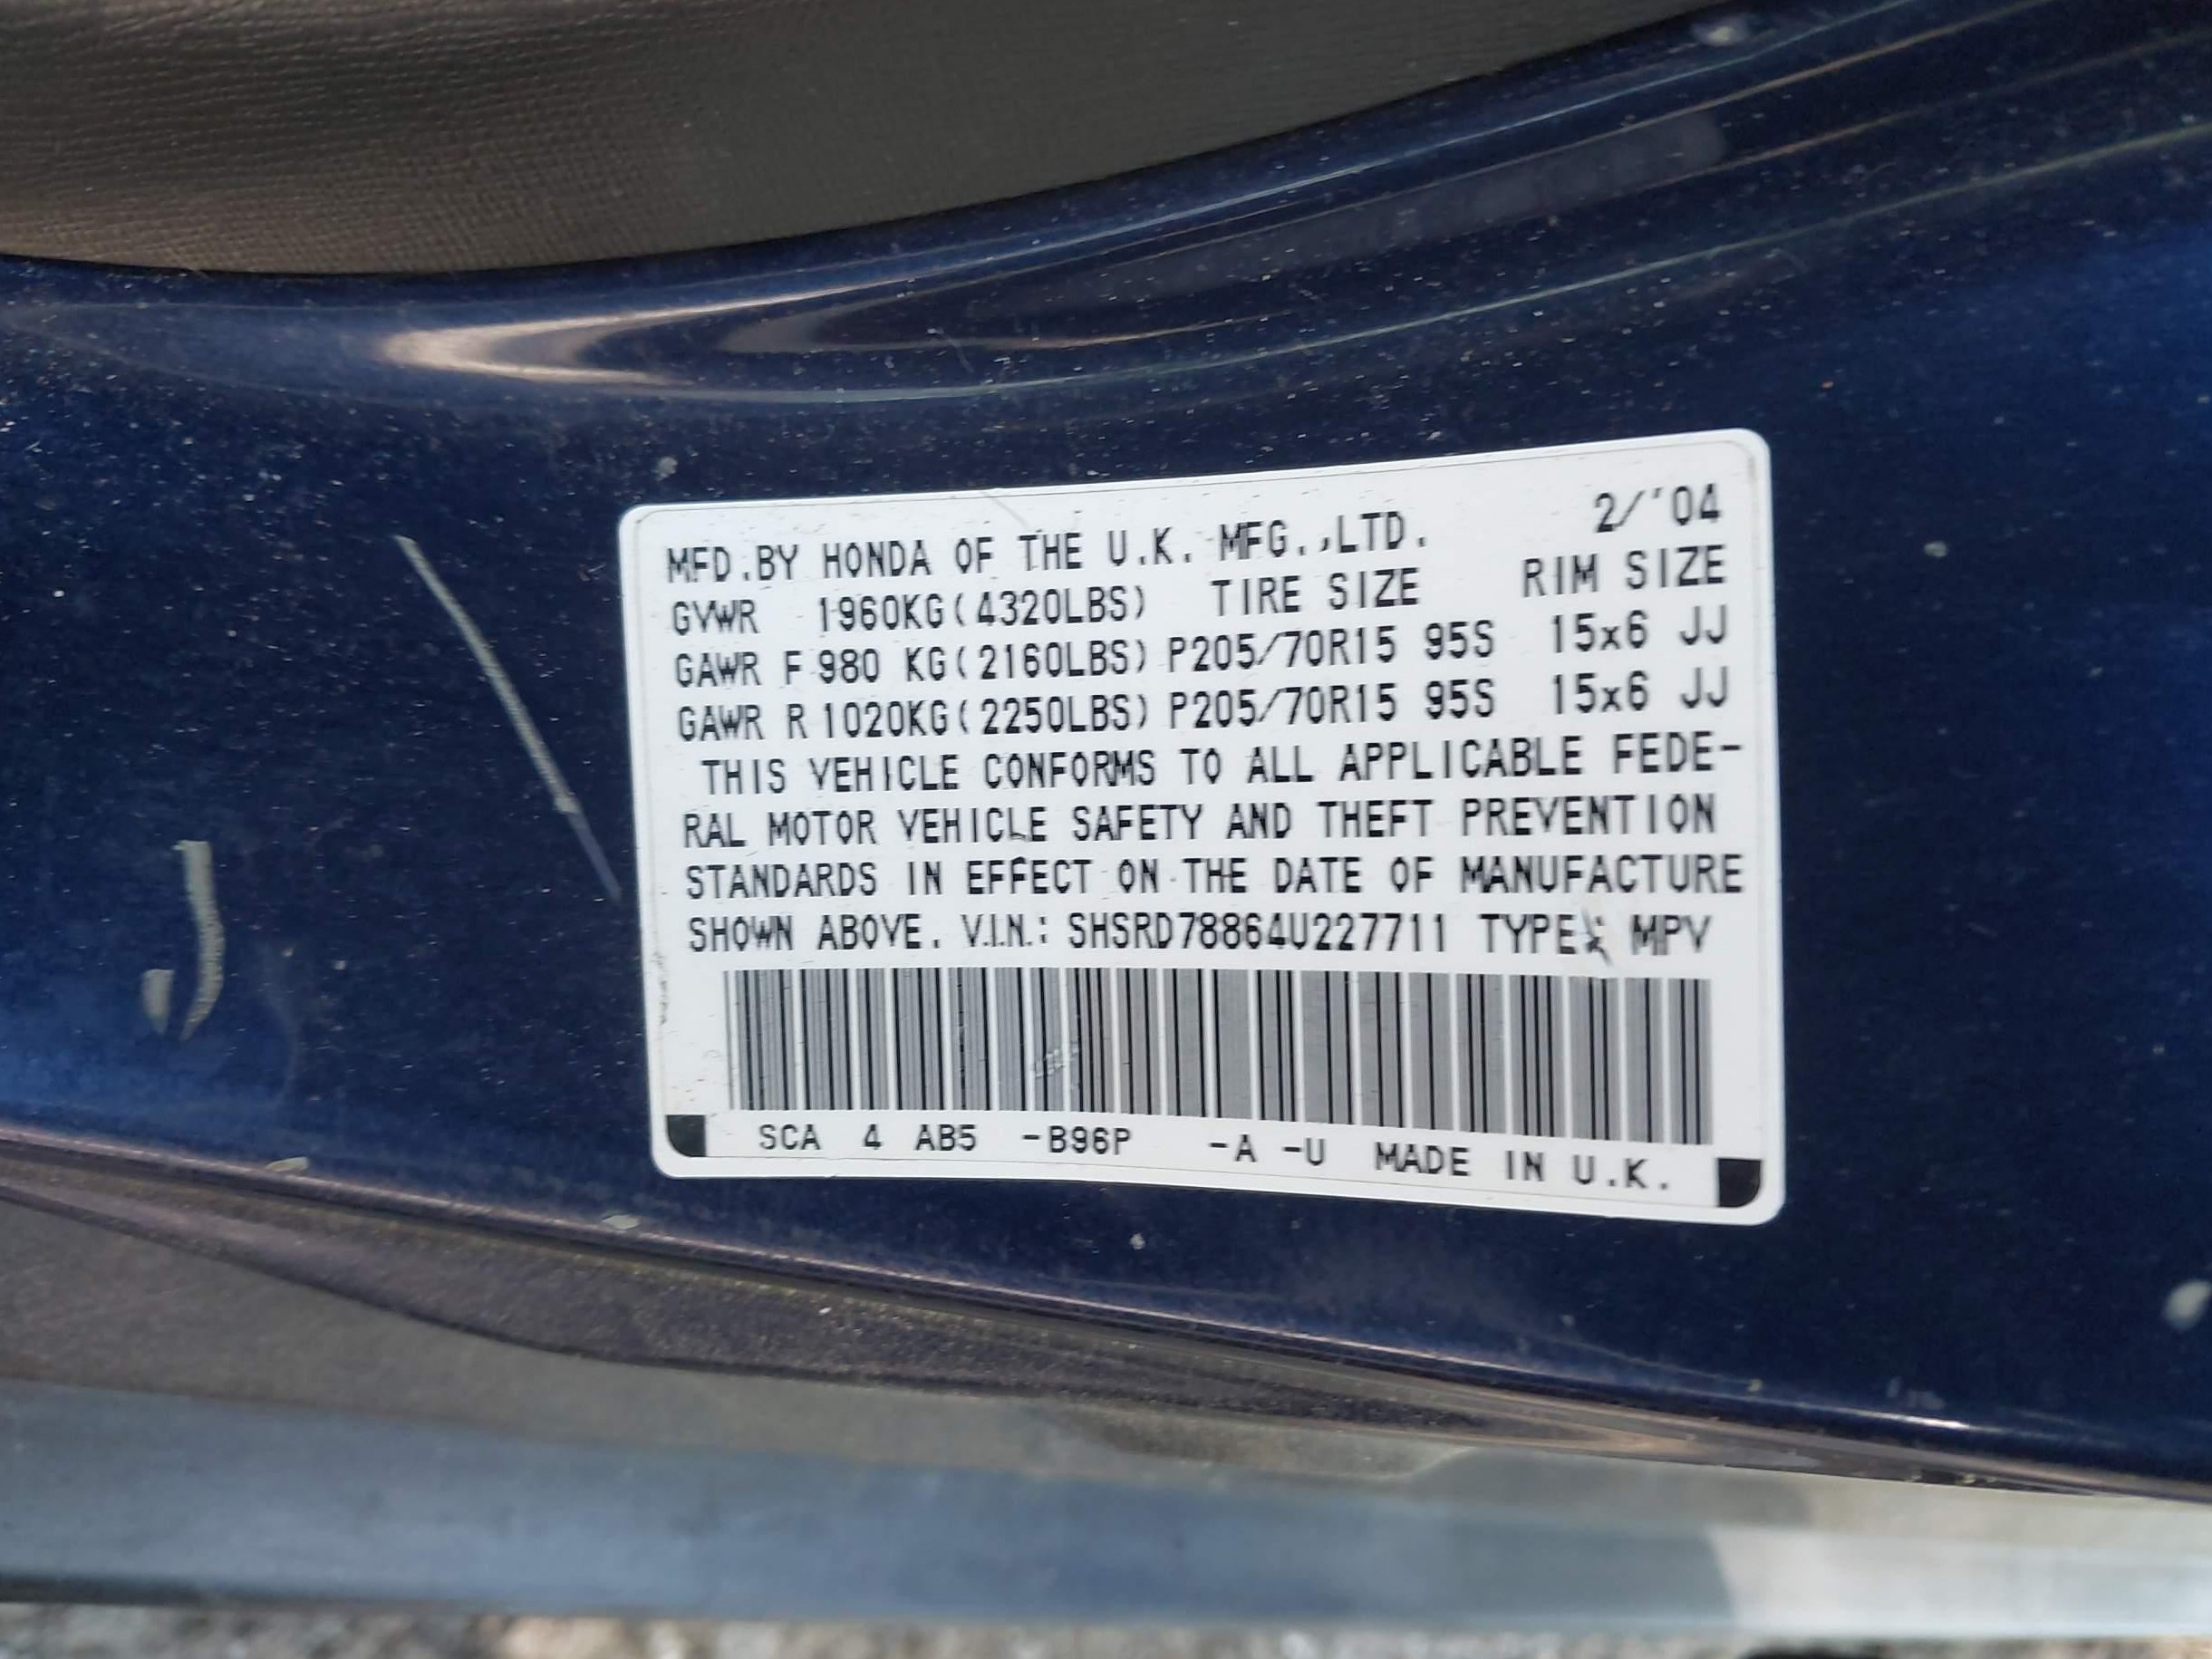 2/'04
MFD.BY HONDA OF THE U.K. MFG.,LTD.
GVWR 1960KG(4320LBS) TIRE SIZE RIM SIZE
GAWR F 980 KG(2160LBS) P205/70R15 95S 15x6 JJ
GAWR R 1020KG(2250LBS) P205/70R15 95S 15x6 JJ
THIS VEHICLE CONFORMS TO ALL APPLICABLE FEDE-
RAL MOTOR VEHICLE SAFETY AND THEFT PREVENTION
STANDARDS IN EFFECT ON THE DATE OF MANUFACTURE
SHOWN ABOVE. V.I.N.: SHSRD78864U227711 TYPE: MPV
SCA 4 AB5 -B96P -A -U MADE IN U.K.